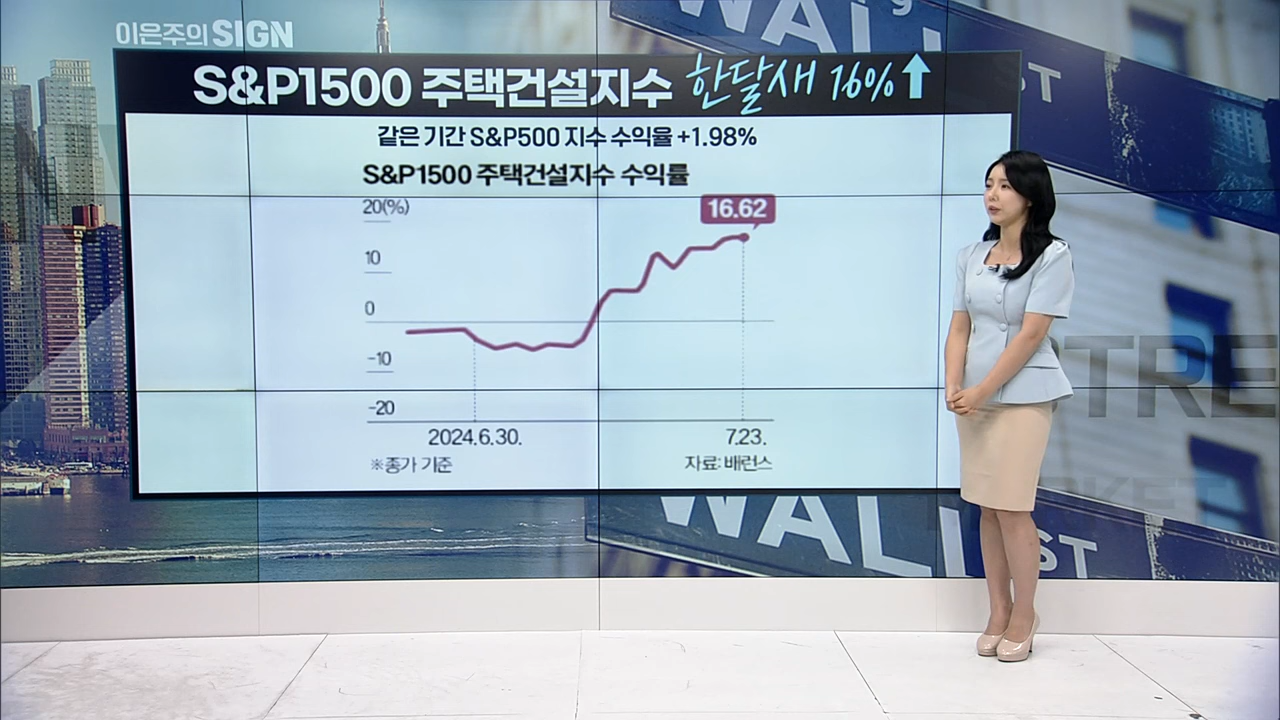 이은주의 SIGN
S&P1500 주택건설지수 한달새 16%↑
같은 기간 S&P500 지수 수익율 +1.98%
S&P1500 주택건설지수 수익률
20(%)
16.62
10
0
-10
-20
2024.6.30.
7.23.
※종가 기준
자료: 배런스
WALL
ST
TRE
KET
WALL
ST